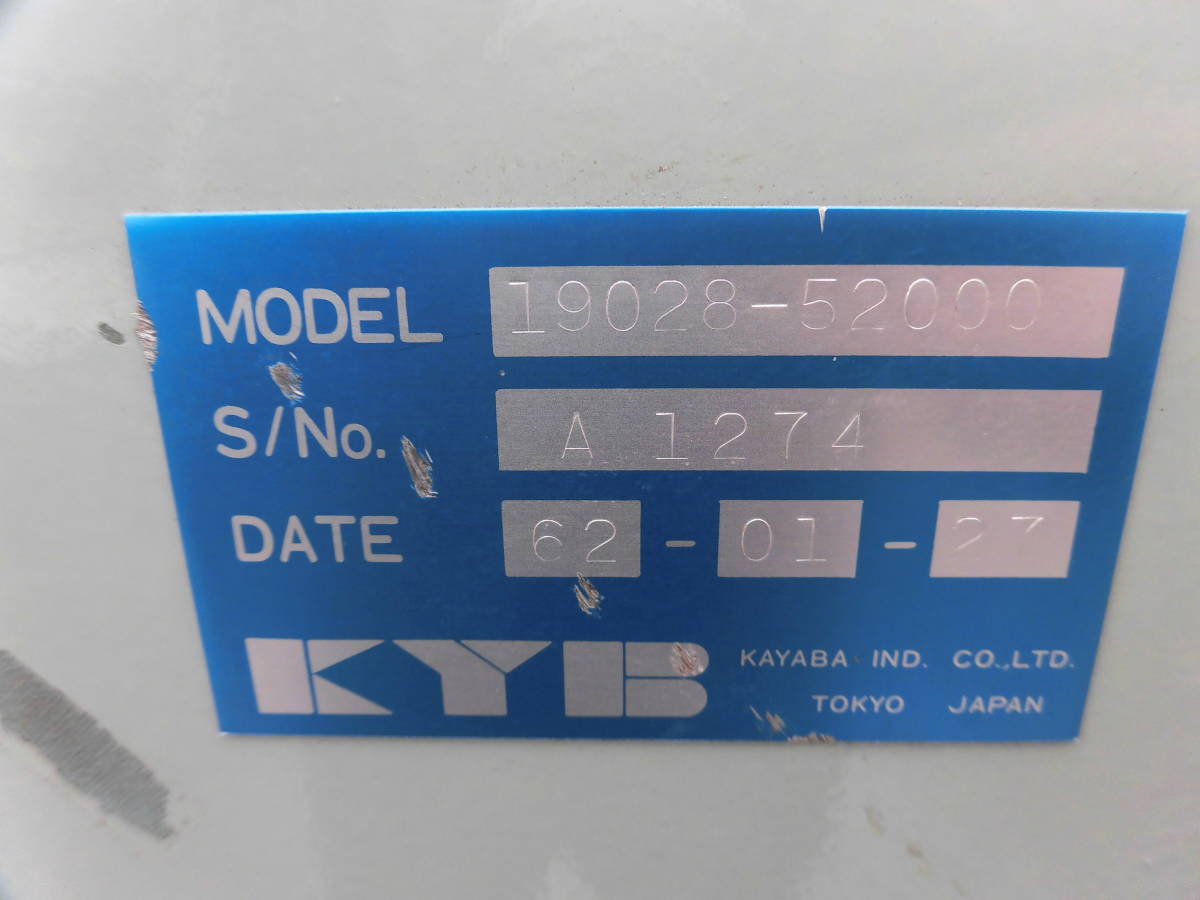 MODEL 19028-52000
S/No. A 1274
DATE 62 - 01 - 27
KYB KAYABA IND. CO.,LTD.
TOKYO JAPAN